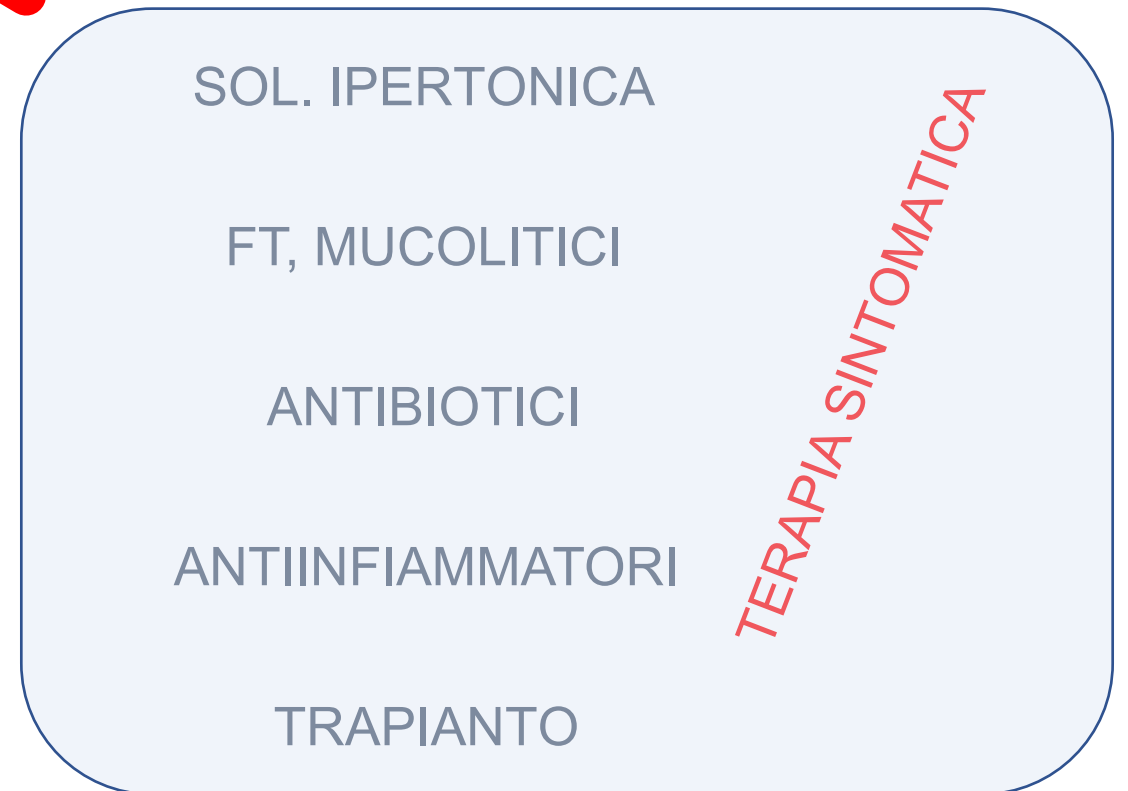 SOL. IPERTONICA
FT, MUCOLITICI
ANTIBIOTICI
ANTIINFIAMMATORI
TRAPIANTO
TERAPIA SINTOMATICA